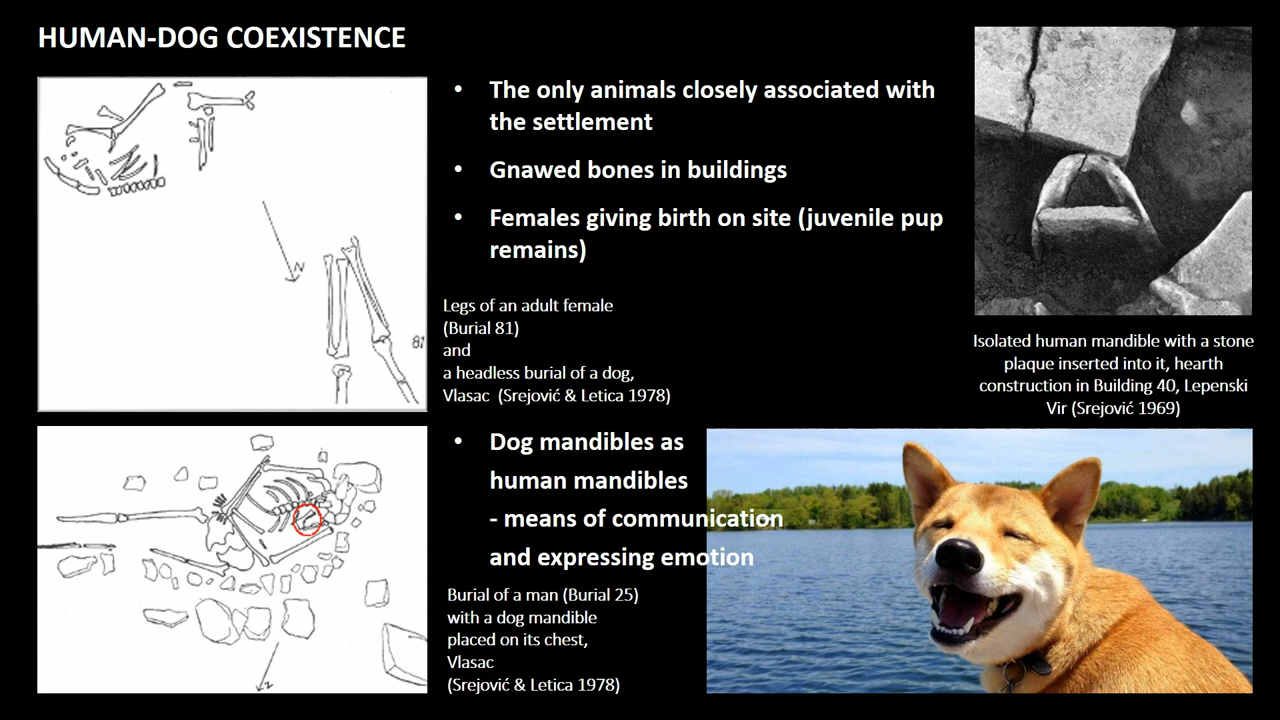 HUMAN-DOG COEXISTENCE
• The only animals closely associated with
the settlement
• Gnawed bones in buildings
• Females giving birth on site (juvenile pup
remains)
N
81
Legs of an adult female
(Burial 81)
and
a headless burial of a dog,
Vlasac (Srejović & Letica 1978)
Isolated human mandible with a stone
plaque inserted into it, hearth
construction in Building 40, Lepenski
Vir (Srejović 1969)
• Dog mandibles as
human mandibles
- means of communication
and expressing emotion
Burial of a man (Burial 25)
with a dog mandible
placed on its chest,
Vlasac
(Srejović & Letica 1978)
N